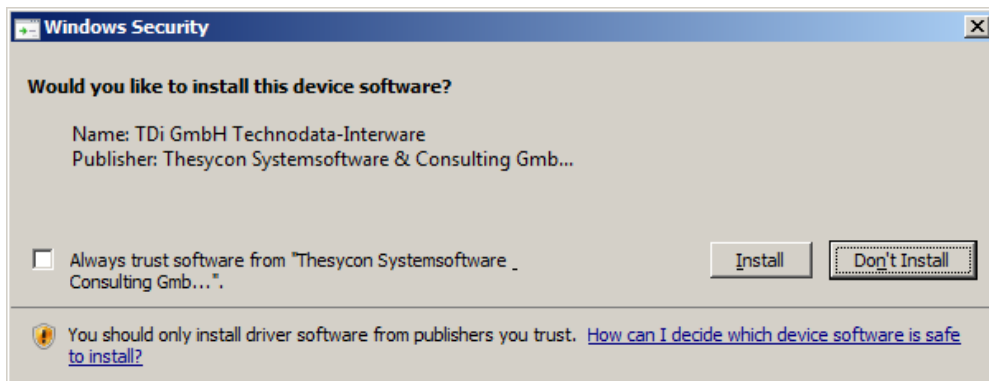 Windows Security
Would you like to install this device software?
Name: TDi GmbH Technodata-Interware
Publisher: Thesycon Systemsoftware & Consulting Gmb...
Always trust software from "Thesycon Systemsoftware _
Consulting Gmb...".
Install
Don't Install
You should only install driver software from publishers you trust. How can I decide which device software is safe
to install?